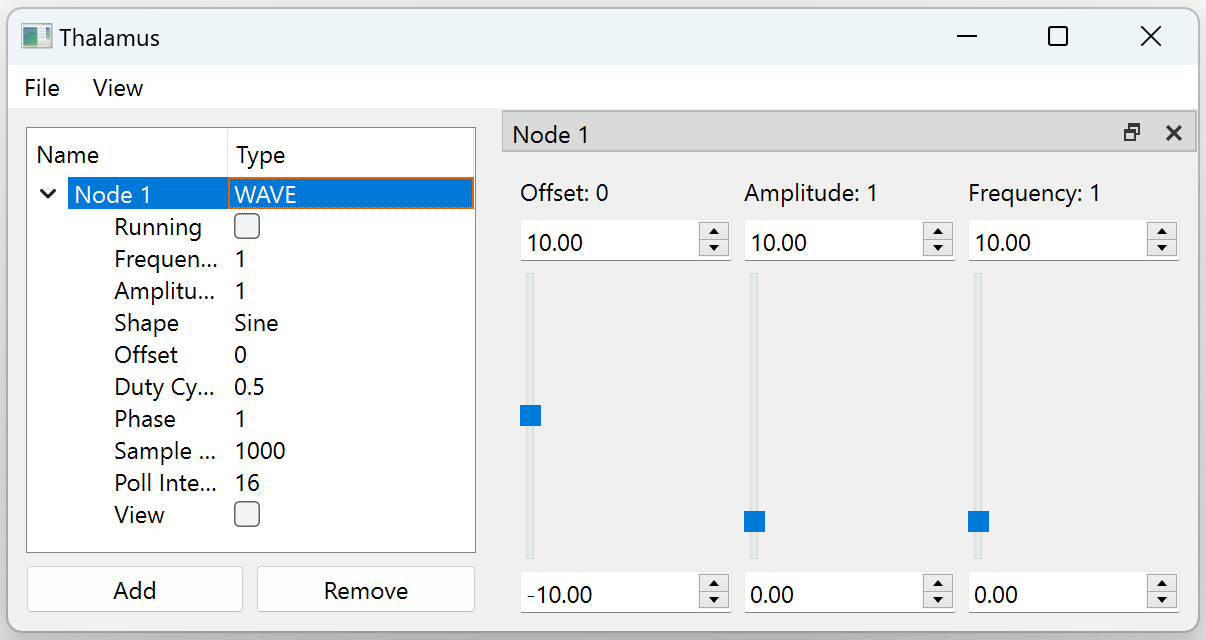 Thalamus
File View
Name Type
Node 1 WAVE
Running
Frequen... 1
Amplitu... 1
Shape Sine
Offset 0
Duty Cy... 0.5
Phase 1
Sample ... 1000
Poll Inte... 16
View
Add Remove
Node 1
Offset: 0 Amplitude: 1 Frequency: 1
10.00 10.00 10.00
-10.00 0.00 0.00